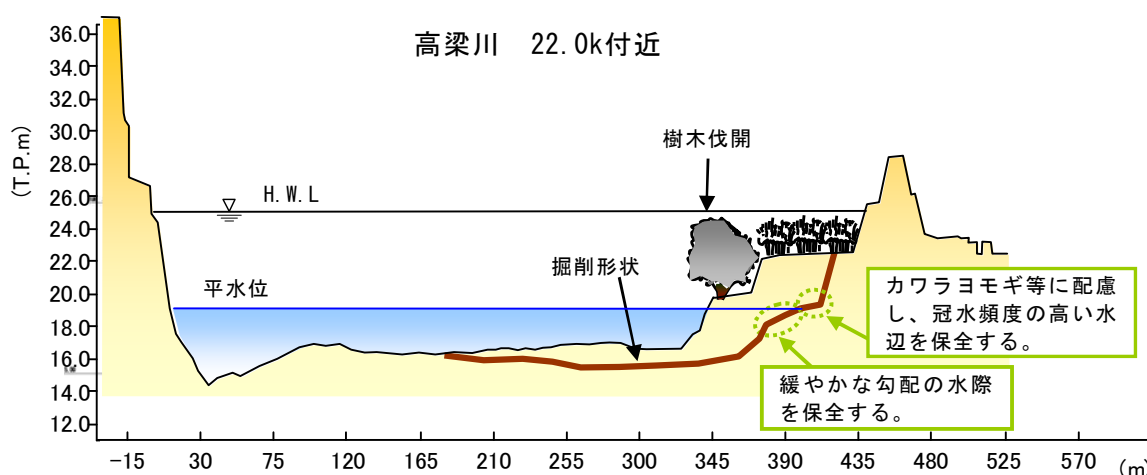 高梁川 22.0k付近
(T.P.m)
36.0
34.0
32.0
30.0
28.0
26.0
24.0
22.0
20.0
18.0
16.0
14.0
12.0
樹木伐開
H.W.L
掘削形状
平水位
カワラヨモギ等に配慮
し、冠水頻度の高い水
辺を保全する。
緩やかな勾配の水際
を保全する。
-15 30 75 120 165 210 255 300 345 390 435 480 525 570
(m